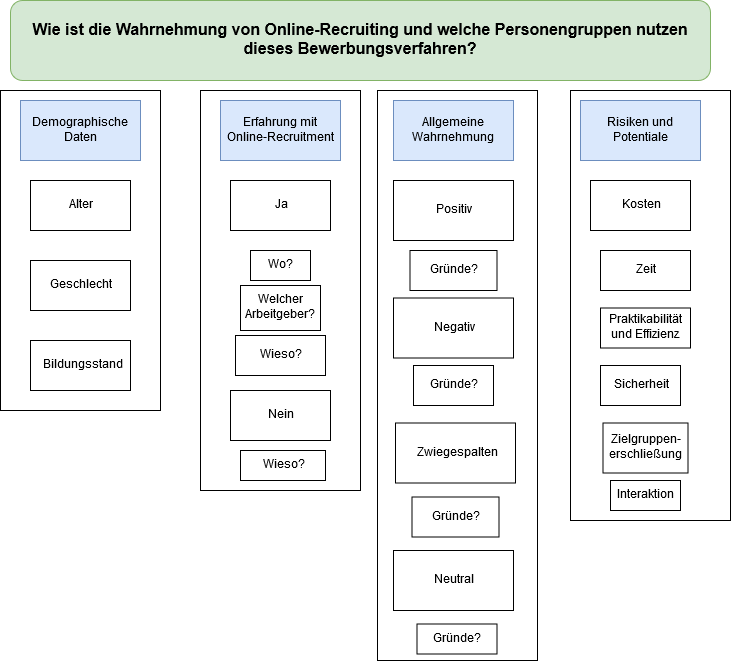 Wie ist die Wahrnehmung von Online-Recruiting und welche Personengruppen nutzen
dieses Bewerbungsverfahren?
Demographische
Daten
Alter
Geschlecht
Bildungsstand
Erfahrung mit
Online-Recruitment
Ja
Wo?
Welcher
Arbeitgeber?
Wieso?
Nein
Wieso?
Allgemeine
Wahrnehmung
Positiv
Gründe?
Negativ
Gründe?
Zwiegespalten
Gründe?
Neutral
Gründe?
Risiken und
Potentiale
Kosten
Zeit
Praktikabilität
und Effizienz
Sicherheit
Zielgruppen-
erschließung
Interaktion